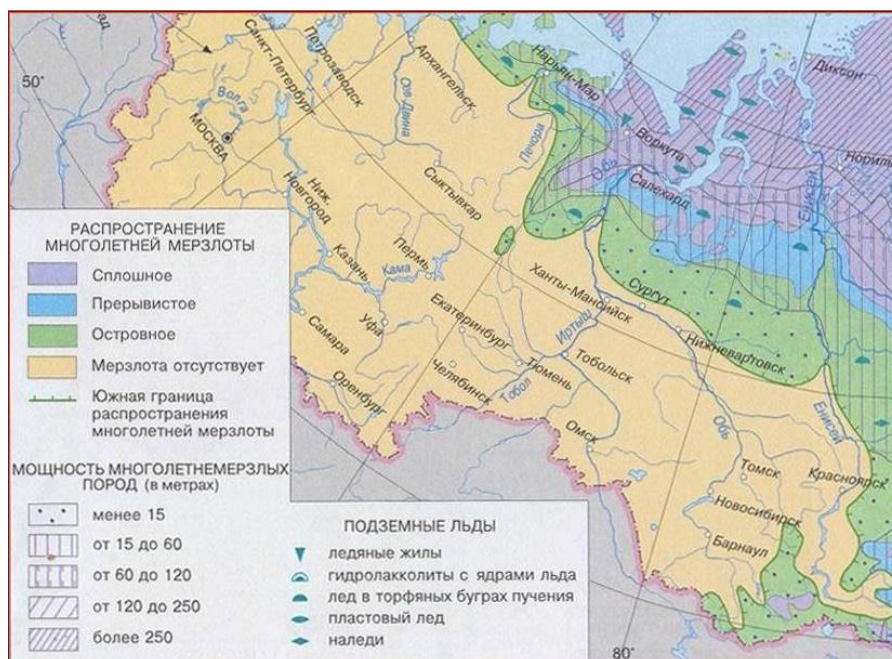 50°
ад
Санкт-Петербург
Петрозаводск
Архангельск
Сев. Двина
Нарьян-Мар
Диксон
Волга
МОСКВА
Печора
Воркута
Нориль
Обь
Салехард
Енисей
Сыктывкар
Ниж.
Новгород
Казань
Пермь
Кама
Ханты-Мансийск
Сургут
Нижневартовск
Самара
Уфа
Екатеринбург
Иртыш
Оренбург
Челябинск
Тюмень
Тобольск
Тобол
Омск
Обь
Енисей
Томск
Красноярск
Новосибирск
Барнаул
80°
РАСПРОСТРАНЕНИЕ
МНОГОЛЕТНЕЙ МЕРЗЛОТЫ
Сплошное
Прерывистое
Островное
Мерзлота отсутствует
Южная граница
распространения
многолетней мерзлоты
МОЩНОСТЬ МНОГОЛЕТНЕМЕРЗЛЫХ
ПОРОД (в метрах)
менее 15
от 15 до 60
от 60 до 120
от 120 до 250
более 250
ПОДЗЕМНЫЕ ЛЬДЫ
ледяные жилы
гидролакколиты с ядрами льда
лед в торфяных буграх пучения
пластовый лед
наледи